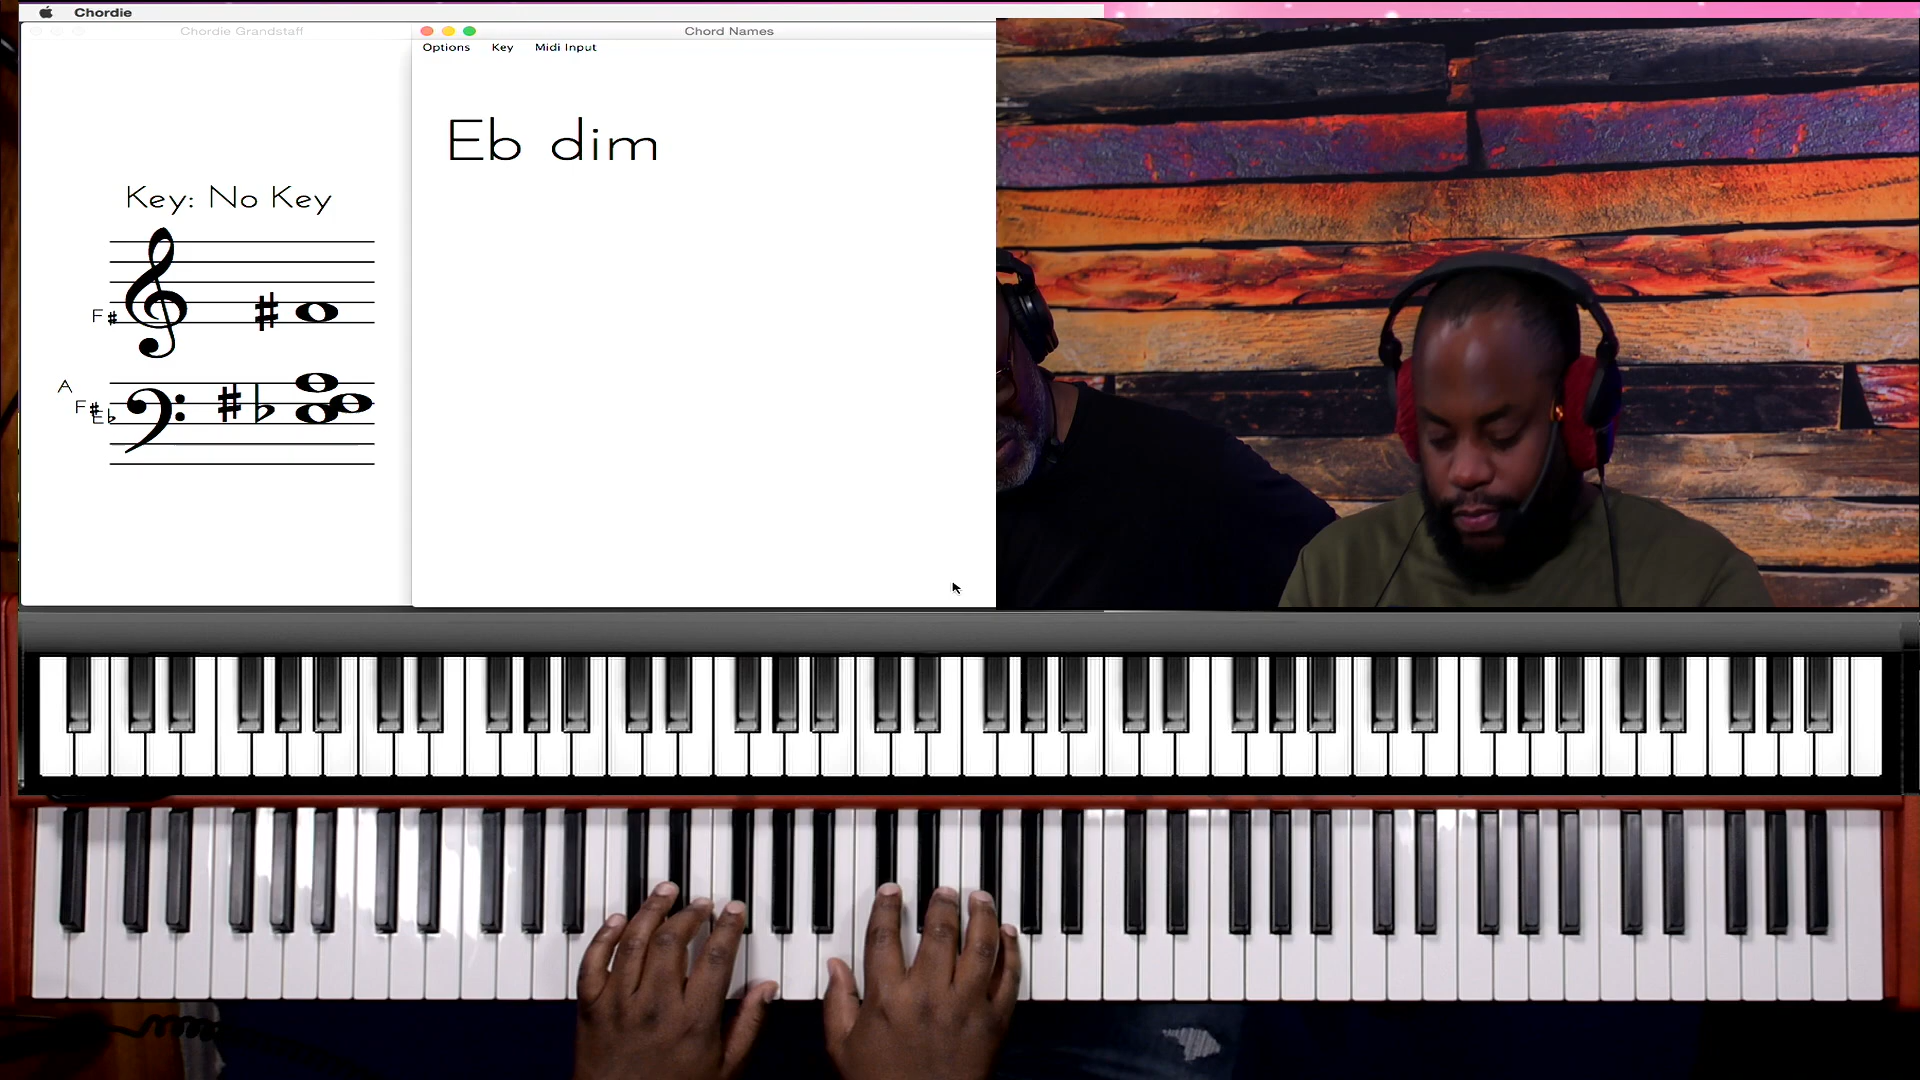 Chordie
Chordie Grandstaff
Chord Names
Options Key Midi Input
Eb dim
Key: No Key
F#
A
F#
Eb